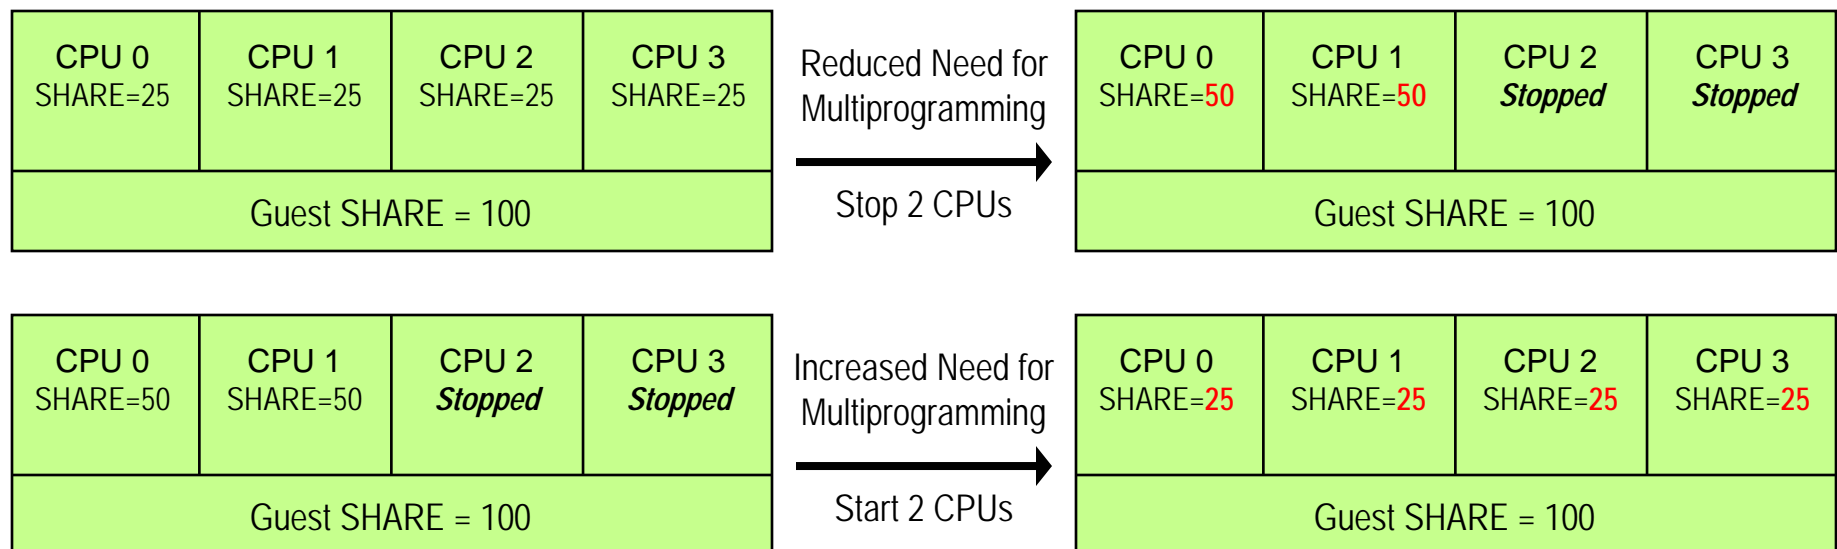 CPU 0
SHARE=25
CPU 1
SHARE=25
CPU 2
SHARE=25
CPU 3
SHARE=25
Guest SHARE = 100
Reduced Need for
Multiprogramming
Stop 2 CPUs
CPU 0
SHARE=50
CPU 1
SHARE=50
CPU 2
Stopped
CPU 3
Stopped
Guest SHARE = 100
CPU 0
SHARE=50
CPU 1
SHARE=50
CPU 2
Stopped
CPU 3
Stopped
Guest SHARE = 100
Increased Need for
Multiprogramming
Start 2 CPUs
CPU 0
SHARE=25
CPU 1
SHARE=25
CPU 2
SHARE=25
CPU 3
SHARE=25
Guest SHARE = 100